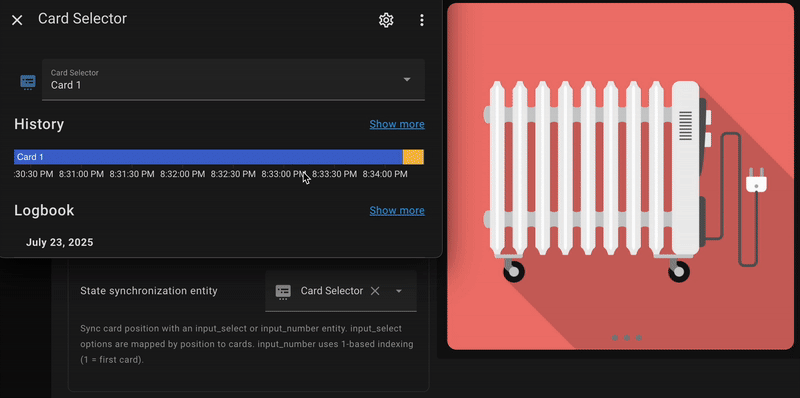 Card Selector
Card Selector
Card 1
History
Show more
Card 1
:30:30 PM 8:31:00 PM 8:31:30 PM 8:32:00 PM 8:32:30 PM 8:33:00 PM 8:33:30 PM 8:34:00 PM
Logbook
Show more
July 23, 2025
State synchronization entity
Card Selector
Sync card position with an input_select or input_number entity. input_select
options are mapped by position to cards. input_number uses 1-based indexing
(1 = first card).